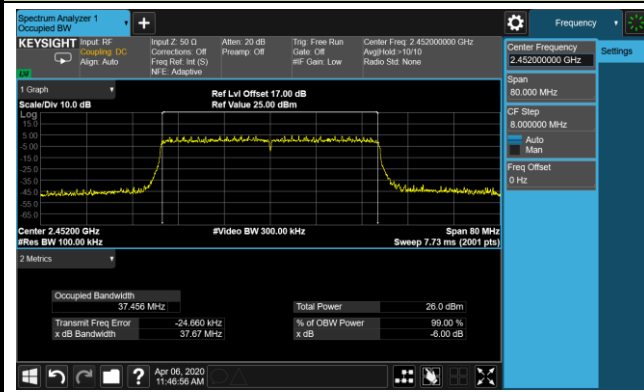 Spectrum Analyzer 1
Occupied BW
Frequency
KEYSIGHT
Input: RF
Coupling: DC
Align: Auto
Input Z: 50 Ω
Corrections: Off
Freq Ref: Int (S)
NFE: Adaptive
Atten: 20 dB
Preamp: Off
Trig: Free Run
Gate: Off
#IF Gain: Low
Center Freq: 2.452000000 GHz
Avg|Hold:>10/10
Radio Std: None
1 Graph
Scale/Div 10.0 dB
Ref Lvl Offset 17.00 dB
Ref Value 25.00 dBm
Log
15.0
5.00
-5.00
-15.0
-25.0
-35.0
-45.0
-55.0
-65.0
Center 2.45200 GHz
#Res BW 100.00 kHz
#Video BW 300.00 kHz
Span 80 MHz
Sweep 7.73 ms (2001 pts)
2 Metrics
Occupied Bandwidth
37.456 MHz
Transmit Freq Error -24.660 kHz
x dB Bandwidth 37.67 MHz
Total Power 26.0 dBm
% of OBW Power 99.00 %
x dB -6.00 dB
Apr 06, 2020
11:46:56 AM
Center Frequency
2.452000000 GHz
Settings
Span
80.000 MHz
CF Step
8.000000 MHz
Auto
Man
Freq Offset
0 Hz